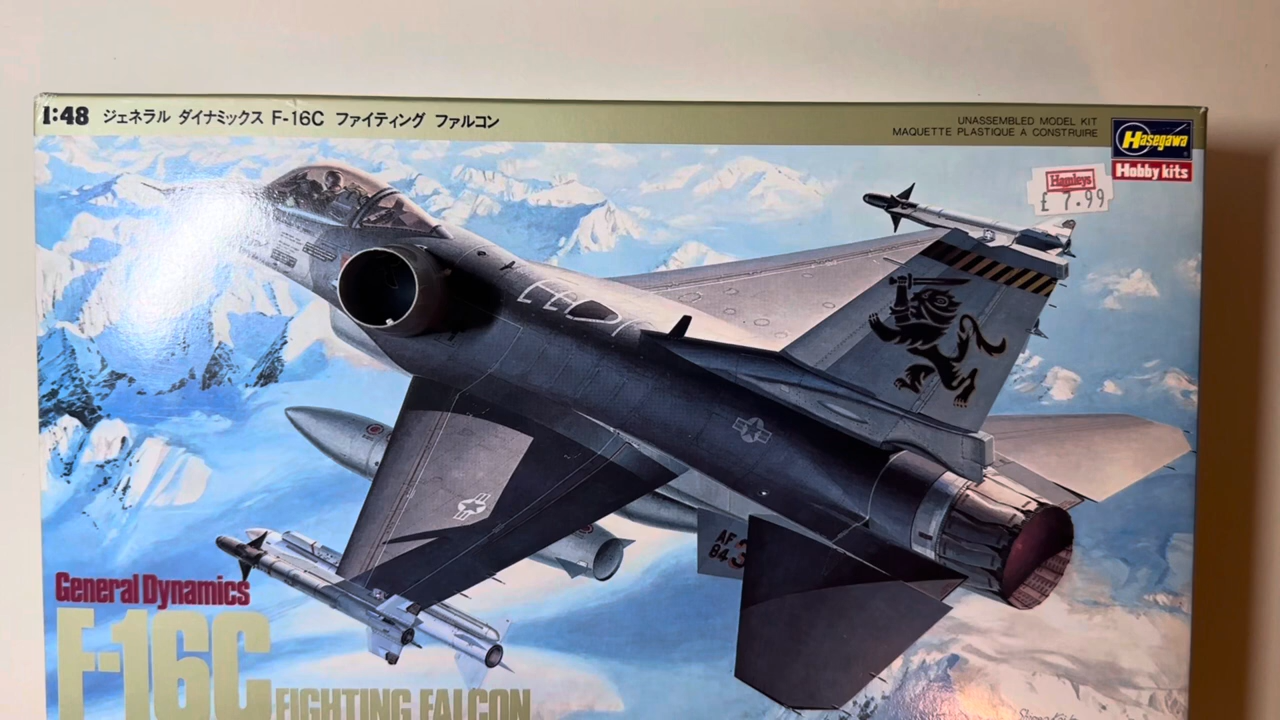 1:48 ジェネラル ダイナミックス F-16C ファイティング ファルコン
UNASSEMBLED MODEL KIT
MAQUETTE PLASTIQUE À CONSTRUIRE
Hasegawa
Hobby kits
Hamleys
£ 7.99
AF
84
General Dynamics
F-16C FIGHTING FALCON